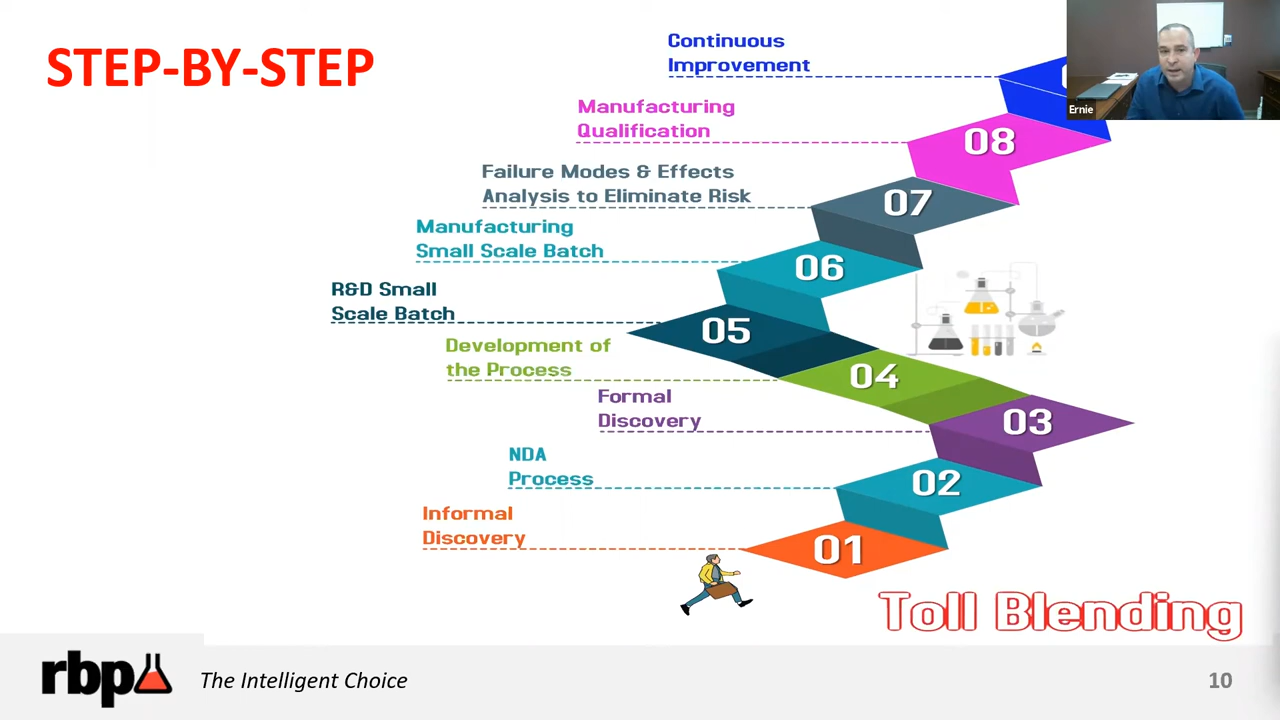 STEP-BY-STEP
Continuous
Improvement
Ernie
Manufacturing
Qualification
08
Failure Modes & Effects
Analysis to Eliminate Risk
07
Manufacturing
Small Scale Batch
06
R&D Small
Scale Batch
05
Development of
the Process
04
Formal
Discovery
03
NDA
Process
02
Informal
Discovery
01
Toll Blending
rbp
The Intelligent Choice
10